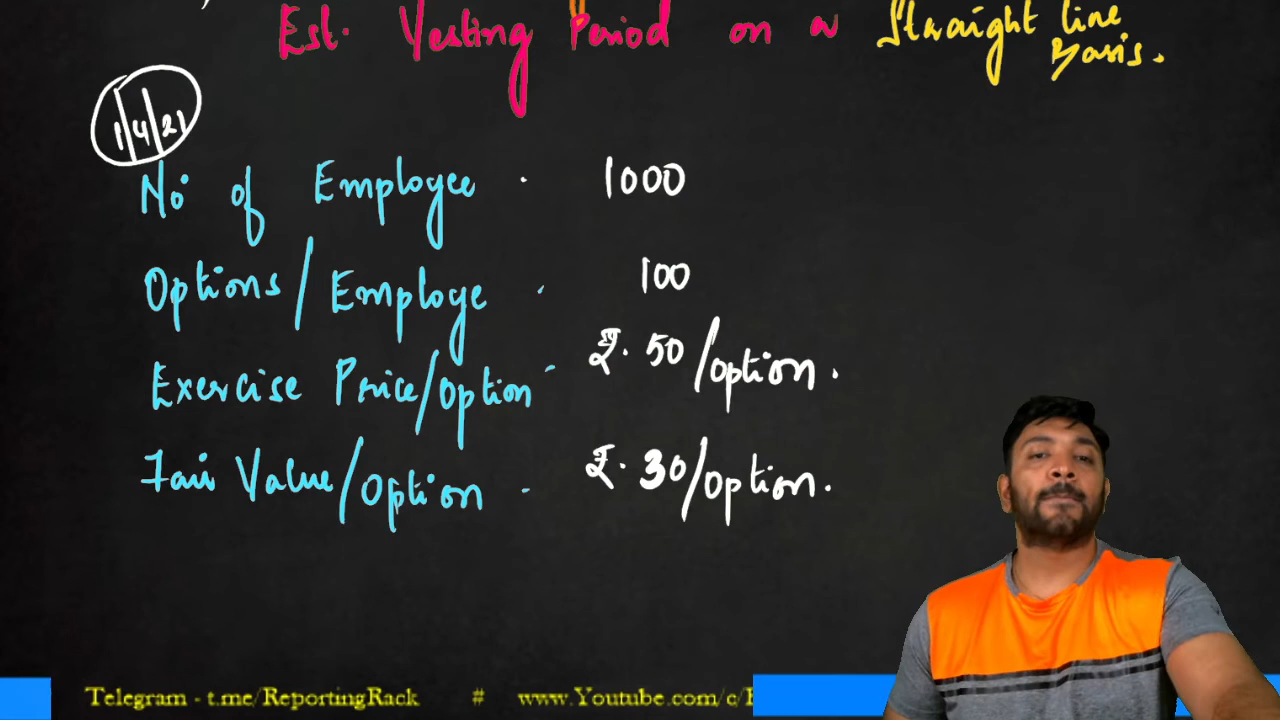 Est. Vesting Period on a Straight line
Basis.
1/4/21
No of Employee . 1000
Options/Employe . 100
Exercise Price/option - ₹. 50/option.
Fair Value/Option - ₹. 30/option.
Telegram - t.me/ReportingRack # www.Youtube.com/c/